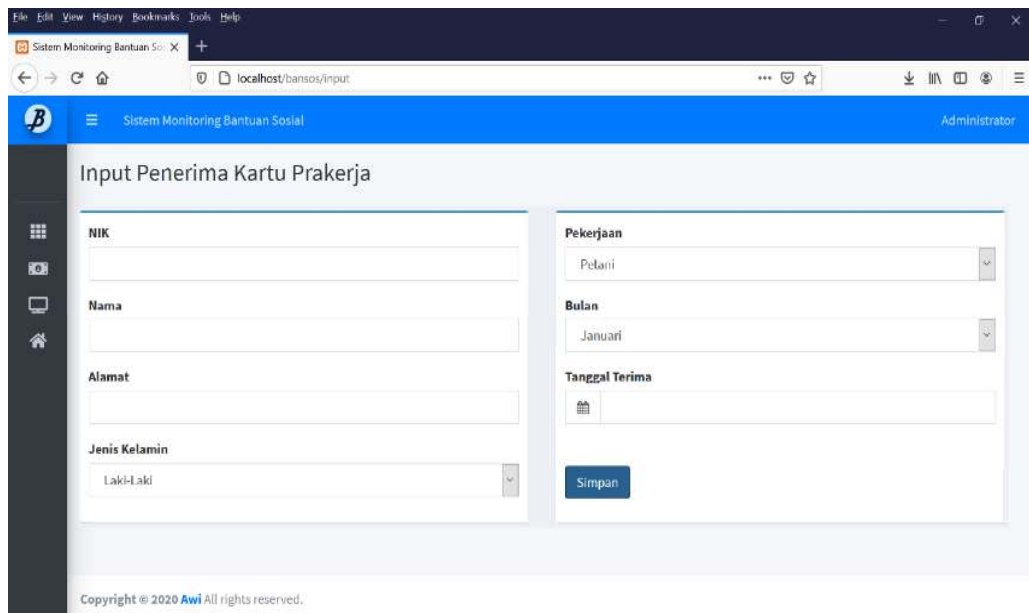 File Edit View History Bookmarks Tools Help
Sistem Monitoring Bantuan So
localhost/bansos/input
B
Sistem Monitoring Bantuan Sosial
Administrator
Input Penerima Kartu Prakerja
NIK
Nama
Alamat
Jenis Kelamin
Laki-Laki
Pekerjaan
Petani
Bulan
Januari
Tanggal Terima
Simpan
Copyright © 2020 Awi All rights reserved.